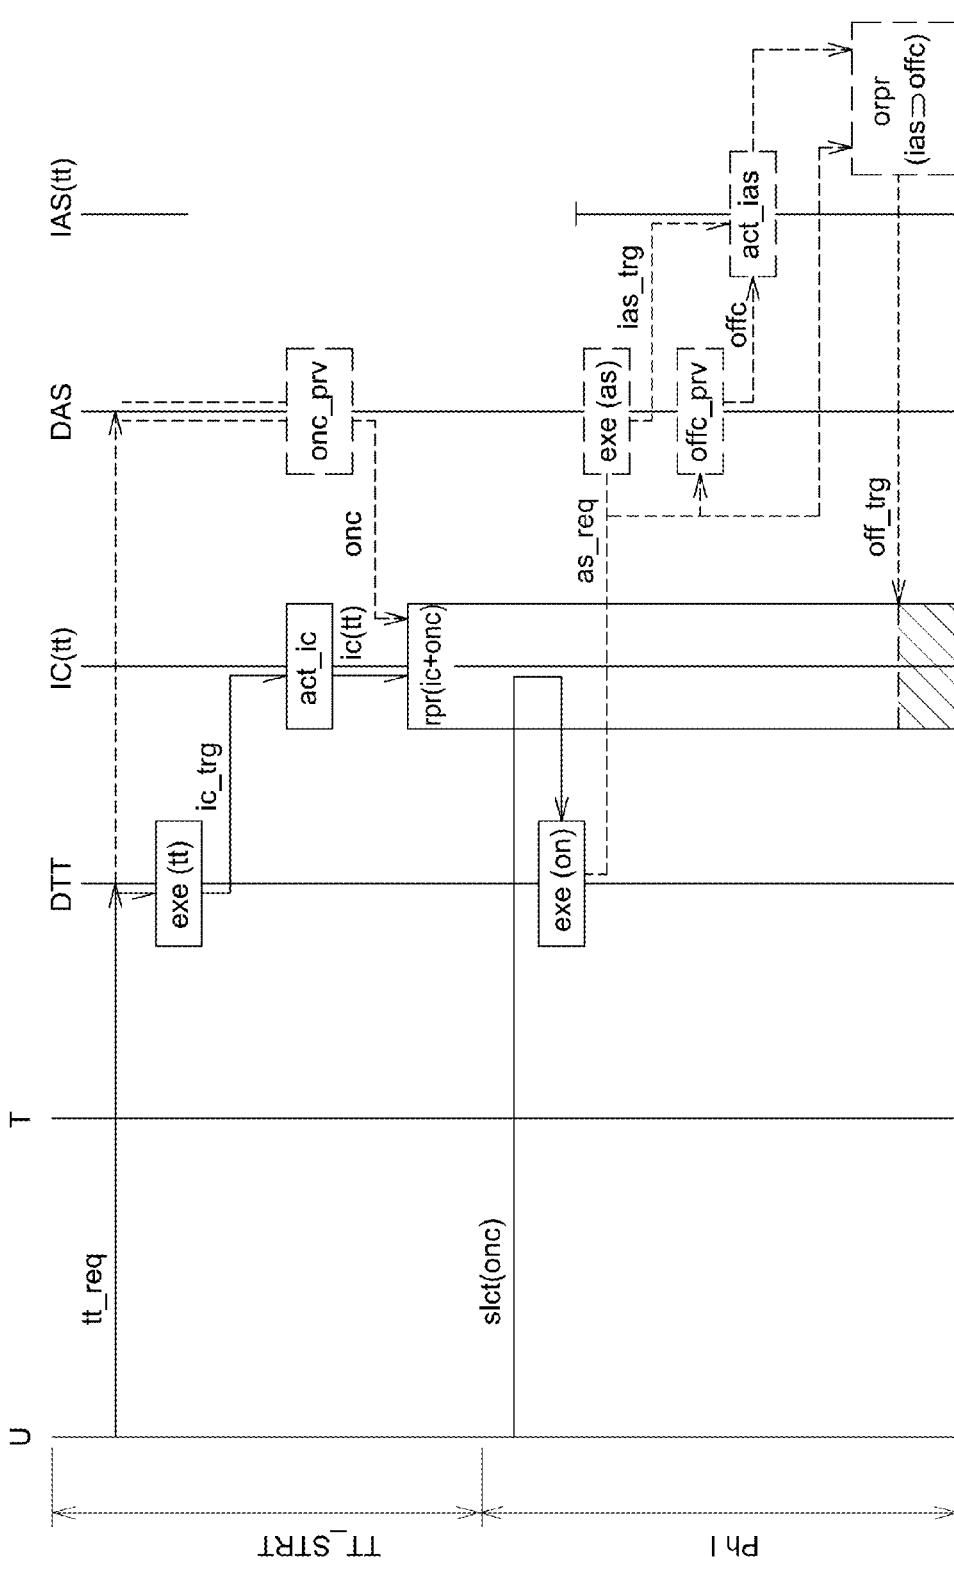 U
T
DTT
IC(tt)
DAS
IAS(tt)
TT_STRT
tt_req
exe (tt)
ic_trg
act_ic
onc_prv
ic(tt)
onc
rpr(ic+onc)
Ph I
slct(onc)
exe (on)
as_req
exe (as)
ias_trg
offc_prv
offc
act_ias
off_trg
orpr
(ias⊃offc)